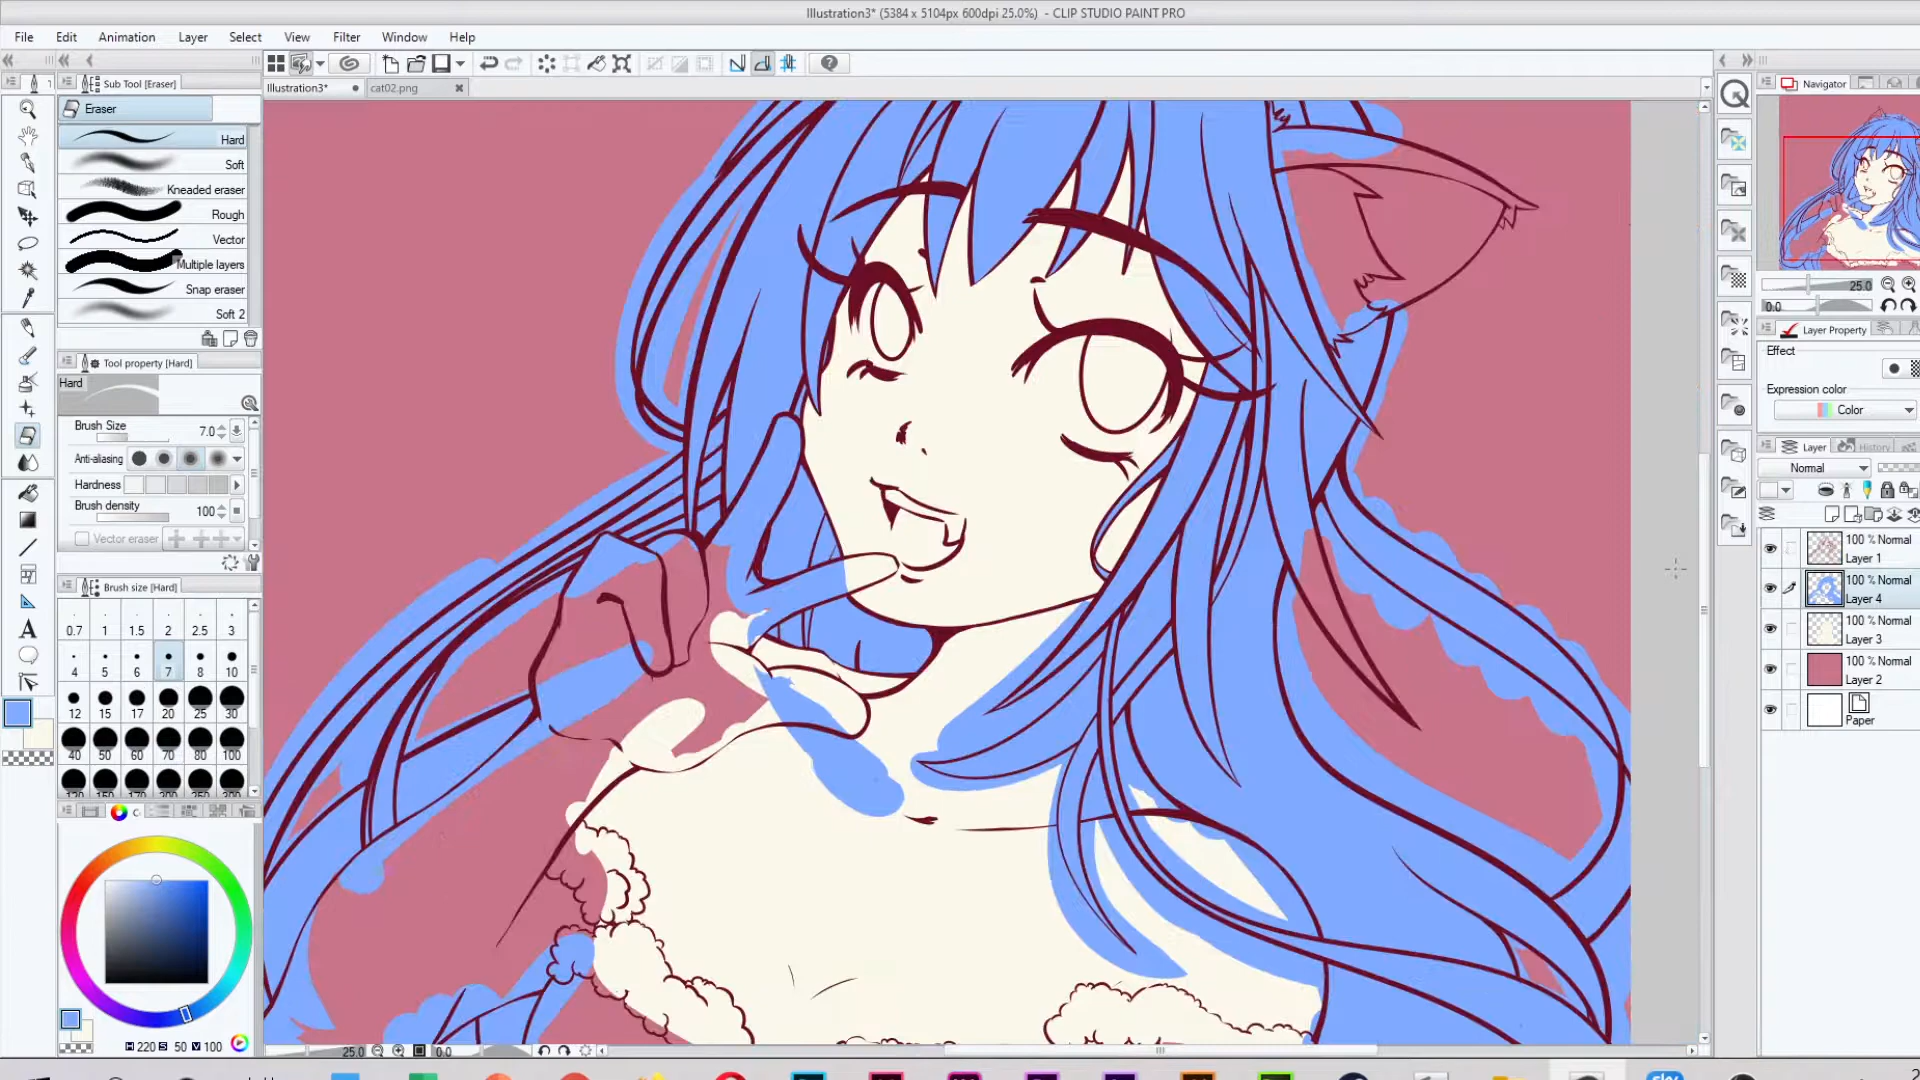 Illustration3* (5384 x 5104px 600dpi 25.0%) - CLIP STUDIO PAINT PRO
File Edit Animation Layer Select View Filter Window Help
Sub Tool [Eraser]
Eraser
Hard
Soft
Kneaded eraser
Rough
Vector
Multiple layers
Snap eraser
Soft 2
Tool property [Hard]
Hard
Brush Size 7.0
Anti-aliasing
Hardness
Brush density 100
Vector eraser
Brush size [Hard]
0.7 1 1.5 2 2.5 3
4 5 6 7 8 10
12 15 17 20 25 30
40 50 60 70 80 100
120 150 170 200 250 300
H 220 S 50 V 100
Illustration3* cat02.png
25.0 0.0
Navigator
25.0
0.0
Layer Property
Effect
Expression color
Color
Layer History
Normal
100 % Normal
Layer 1
100 % Normal
Layer 4
100 % Normal
Layer 3
100 % Normal
Layer 2
Paper
sky